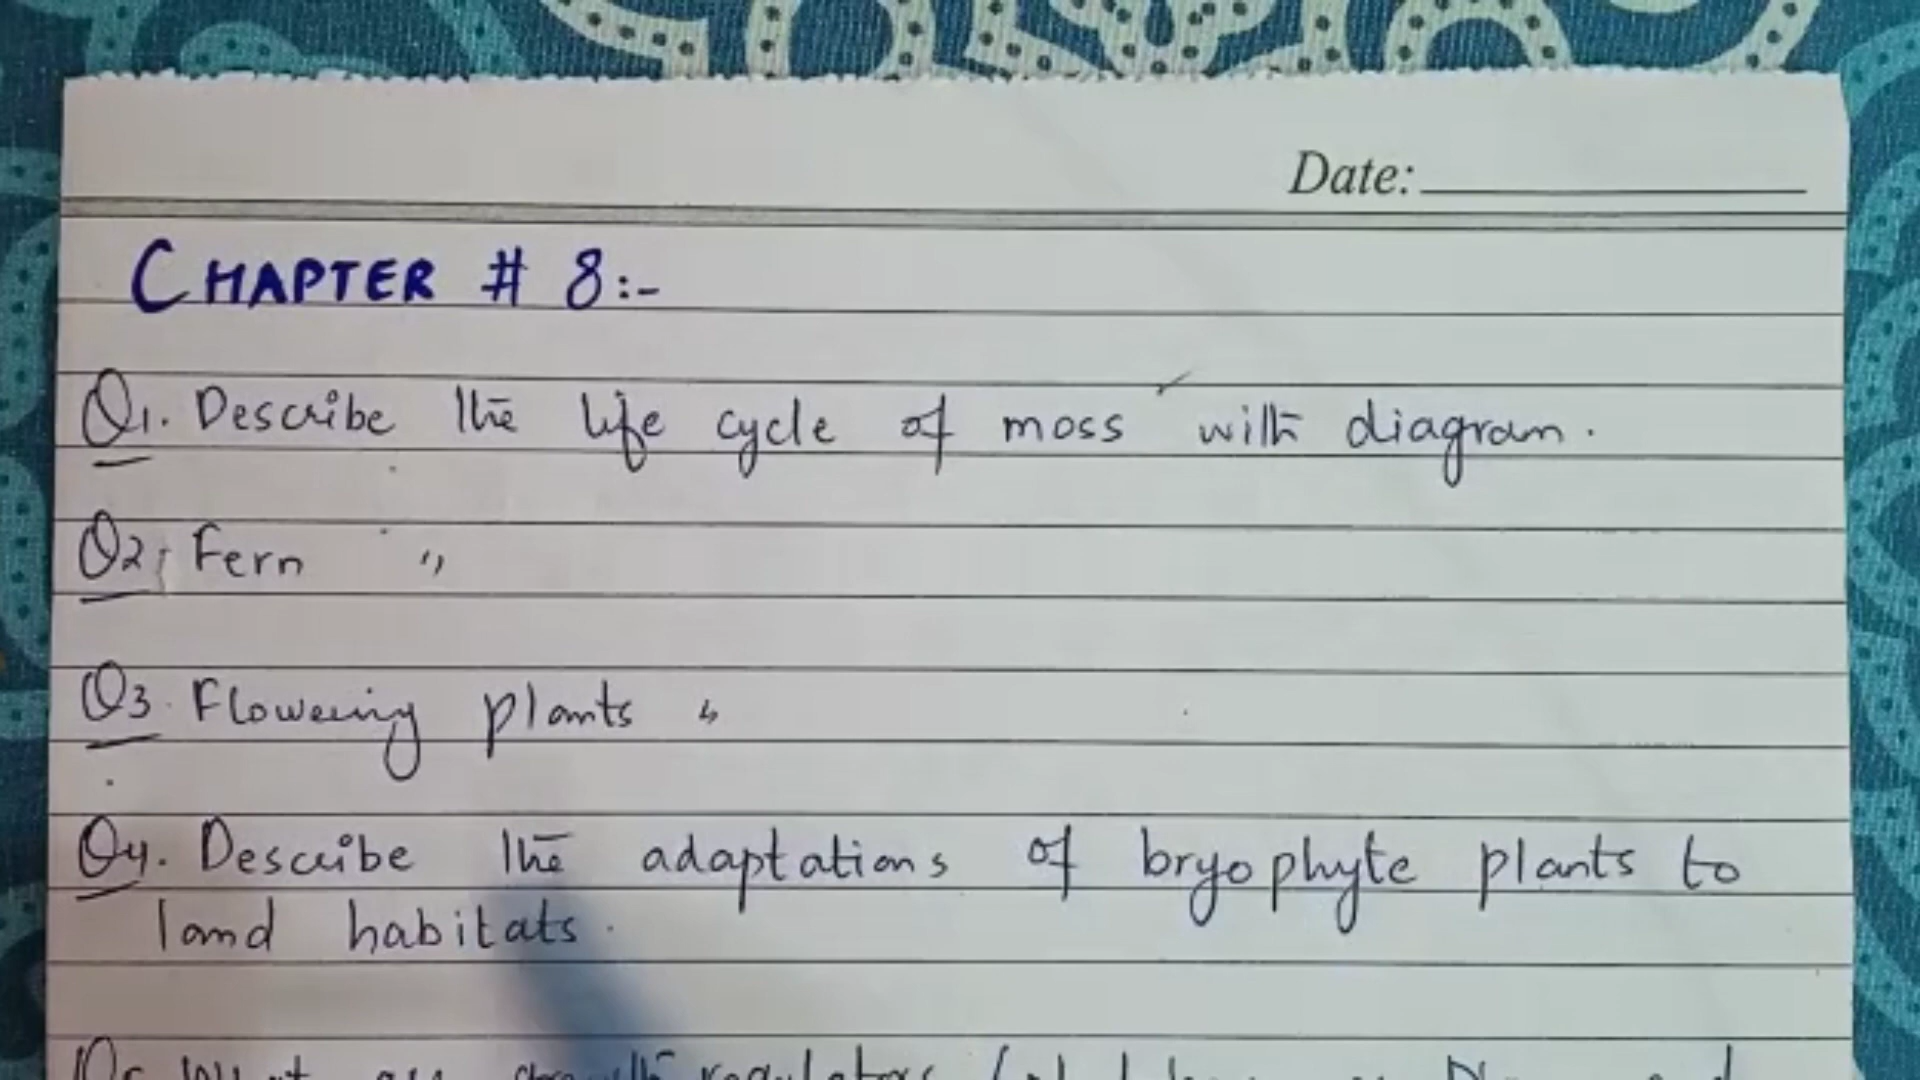 Date:
CHAPTER # 8:-
Q1. Describe the life cycle of moss with diagram.
Q2. Fern "
Q3. Flowering plants "
Q4. Describe the adaptations of bryophyte plants to
land habitats.
regulators